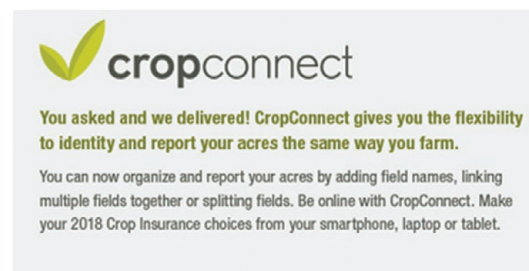 cropconnect
You asked and we delivered! CropConnect gives you the flexibility
to identity and report your acres the same way you farm.
You can now organize and report your acres by adding field names, linking
multiple fields together or splitting fields. Be online with CropConnect. Make
your 2018 Crop Insurance choices from your smartphone, laptop or tablet.